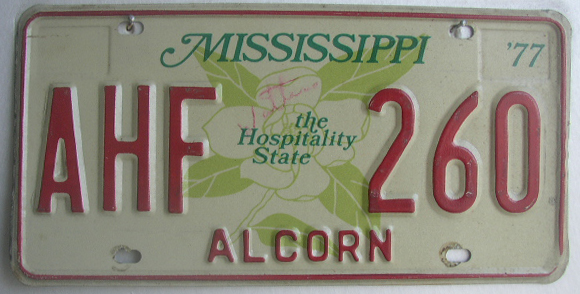 MISSISSIPPI '77
AHF 260
the
Hospitality
State
ALCORN